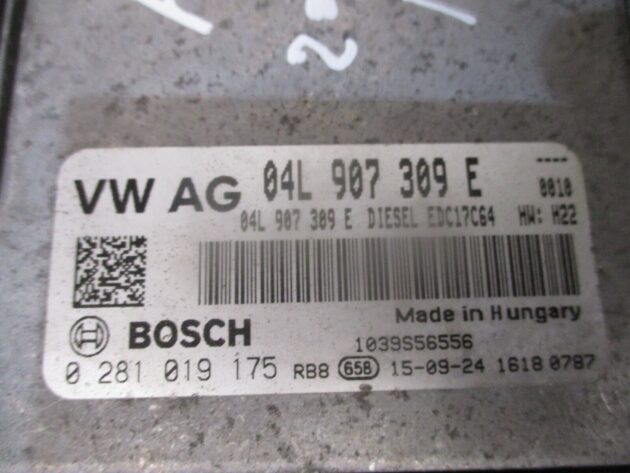 VW AG 04L 907 309 E ----
0010
04L 907 309 E DIESEL EDC17C64 HW: H22
Made in Hungary
BOSCH 1039S56556
0 281 019 175 RB8 658 15-09-24 1618 0787